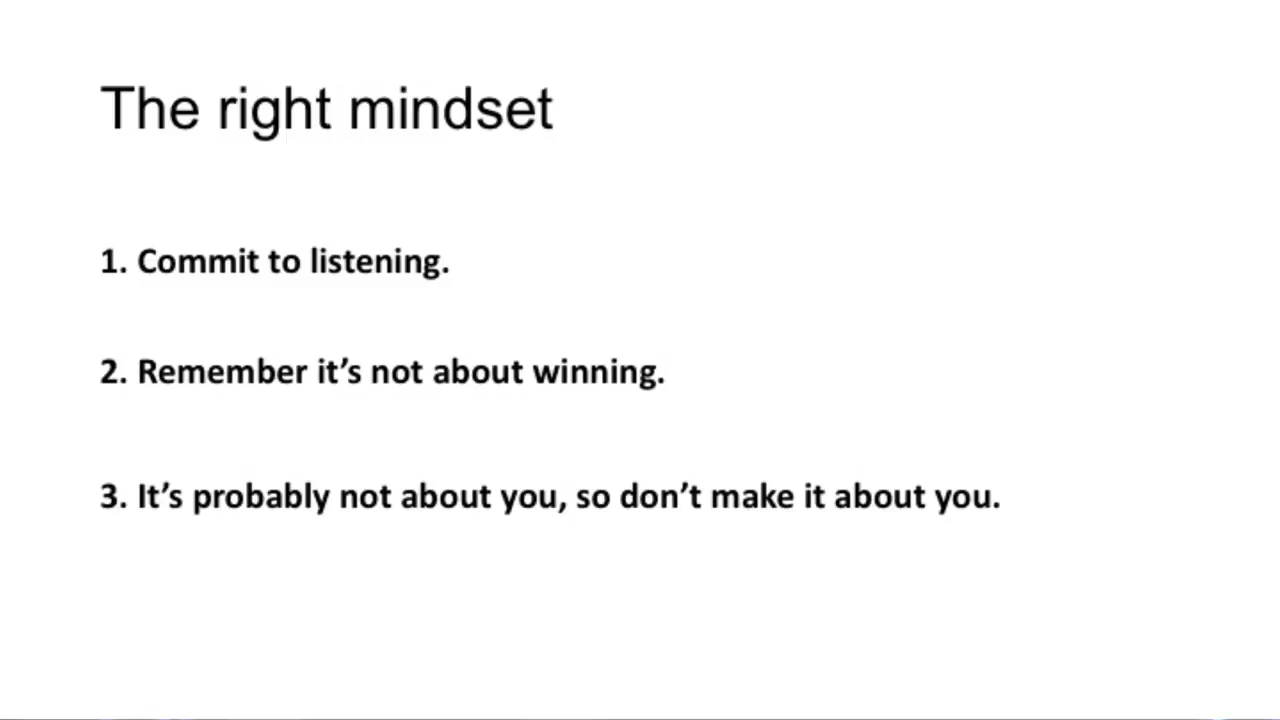 The right mindset
1. Commit to listening.
2. Remember it’s not about winning.
3. It’s probably not about you, so don’t make it about you.